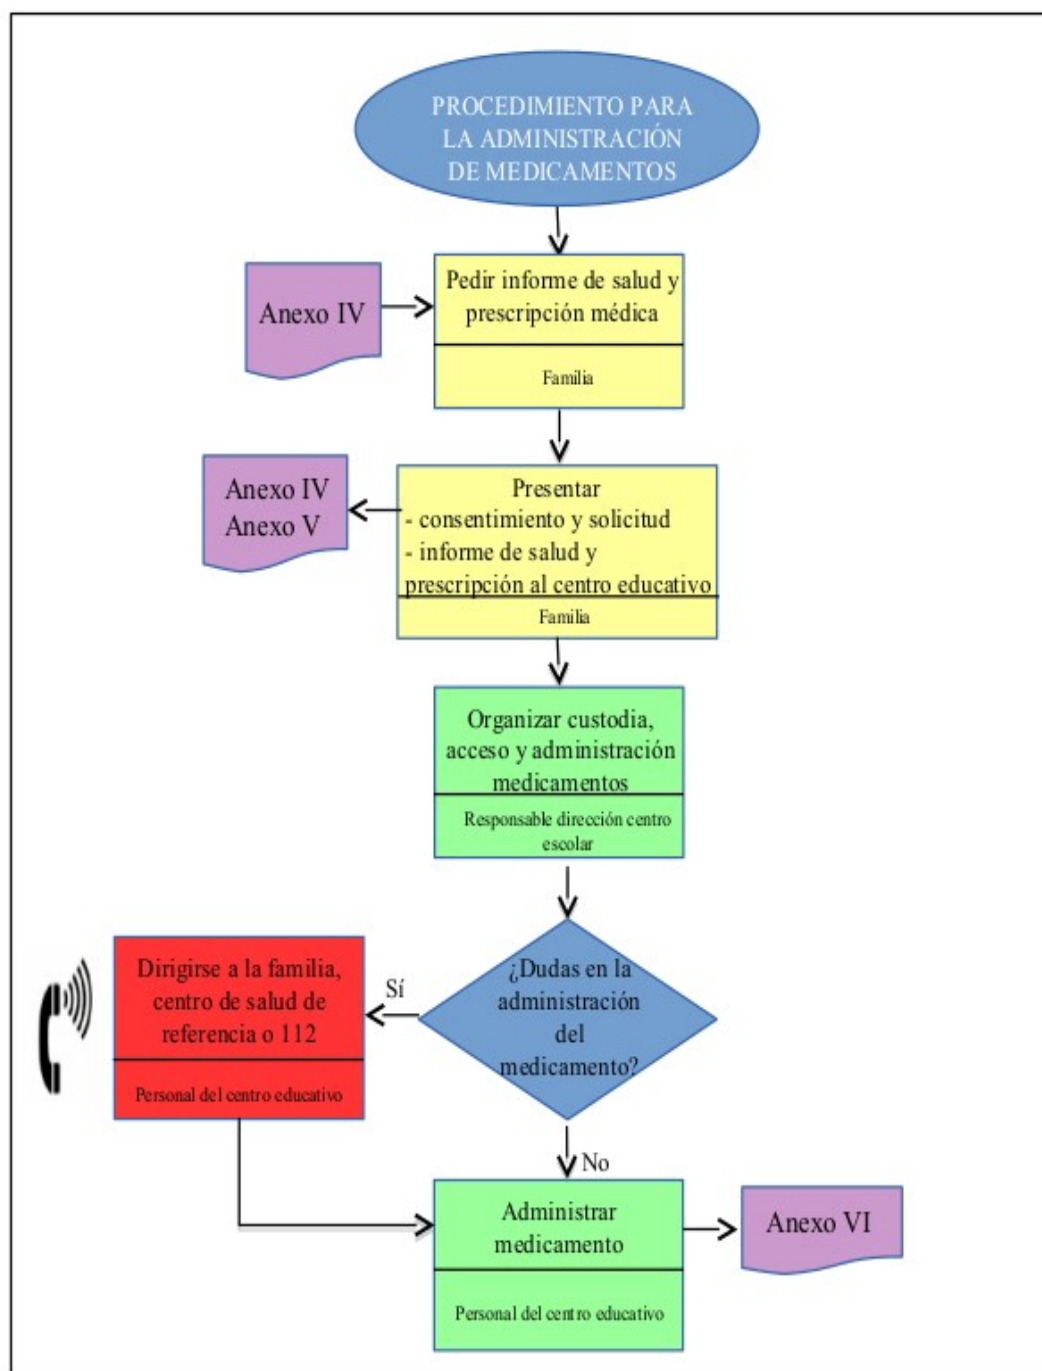 PROCEDIMIENTO PARA
LA ADMINISTRACIÓN
DE MEDICAMENTOS
Anexo IV
Pedir informe de salud y
prescripción médica
Familia
Anexo IV
Anexo V
Presentar
- consentimiento y solicitud
- informe de salud y
prescripción al centro educativo
Familia
Organizar custodia,
acceso y administración
medicamentos
Responsable dirección centro
escolar
¿Dudas en la
administración
del
medicamento?
Sí
Dirigirse a la familia,
centro de salud de
referencia o 112
Personal del centro educativo
No
Administrar
medicamento
Personal del centro educativo
Anexo VI